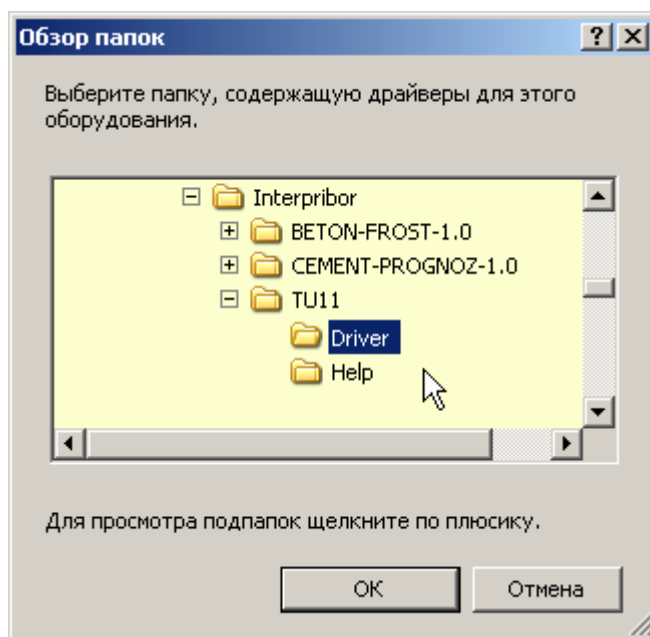 Обзор папок
Выберите папку, содержащую драйверы для этого
оборудования.
Interpribor
BETON-FROST-1.0
CEMENT-PROGNOZ-1.0
TU11
Driver
Help
Для просмотра подпапок щелкните по плюсику.
ОК
Отмена